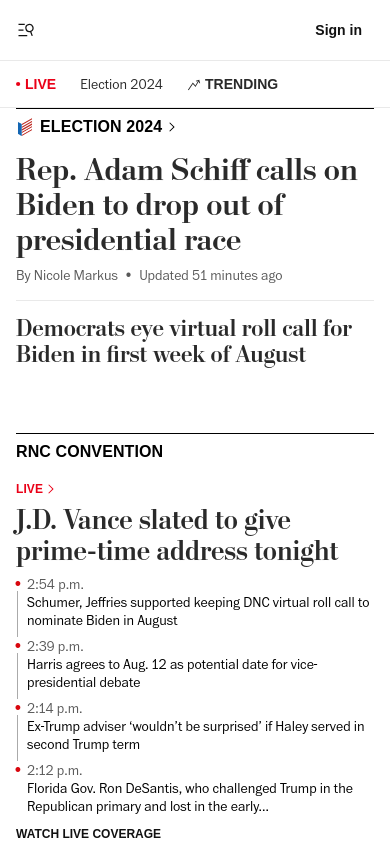 Sign in
LIVE
Election 2024
TRENDING
ELECTION 2024
Rep. Adam Schiff calls on
Biden to drop out of
presidential race
By Nicole Markus • Updated 51 minutes ago
Democrats eye virtual roll call for
Biden in first week of August
RNC CONVENTION
LIVE
J.D. Vance slated to give
prime-time address tonight
2:54 p.m.
Schumer, Jeffries supported keeping DNC virtual roll call to
nominate Biden in August
2:39 p.m.
Harris agrees to Aug. 12 as potential date for vice-
presidential debate
2:14 p.m.
Ex-Trump adviser ‘wouldn’t be surprised’ if Haley served in
second Trump term
2:12 p.m.
Florida Gov. Ron DeSantis, who challenged Trump in the
Republican primary and lost in the early...
WATCH LIVE COVERAGE